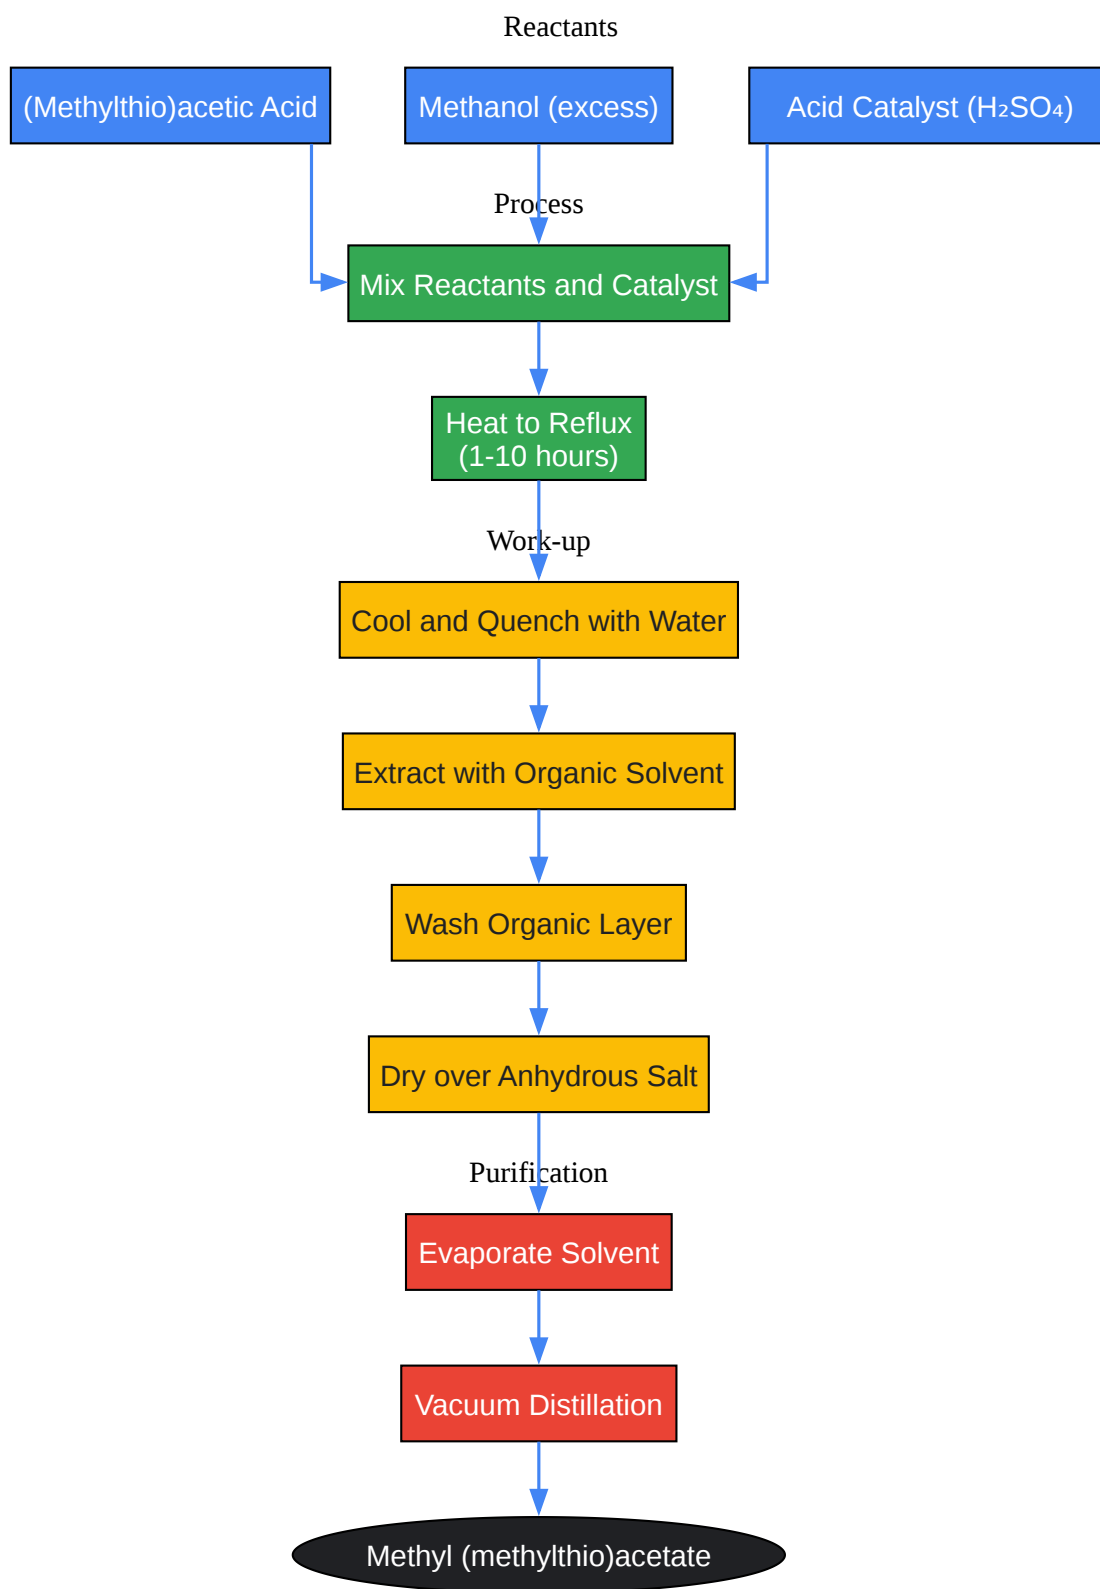 Reactants
(Methylthio)acetic Acid
Methanol (excess)
Acid Catalyst (H₂SO₄)
Process
Mix Reactants and Catalyst
Heat to Reflux
(1-10 hours)
Work-up
Cool and Quench with Water
Extract with Organic Solvent
Wash Organic Layer
Dry over Anhydrous Salt
Purification
Evaporate Solvent
Vacuum Distillation
Methyl (methylthio)acetate